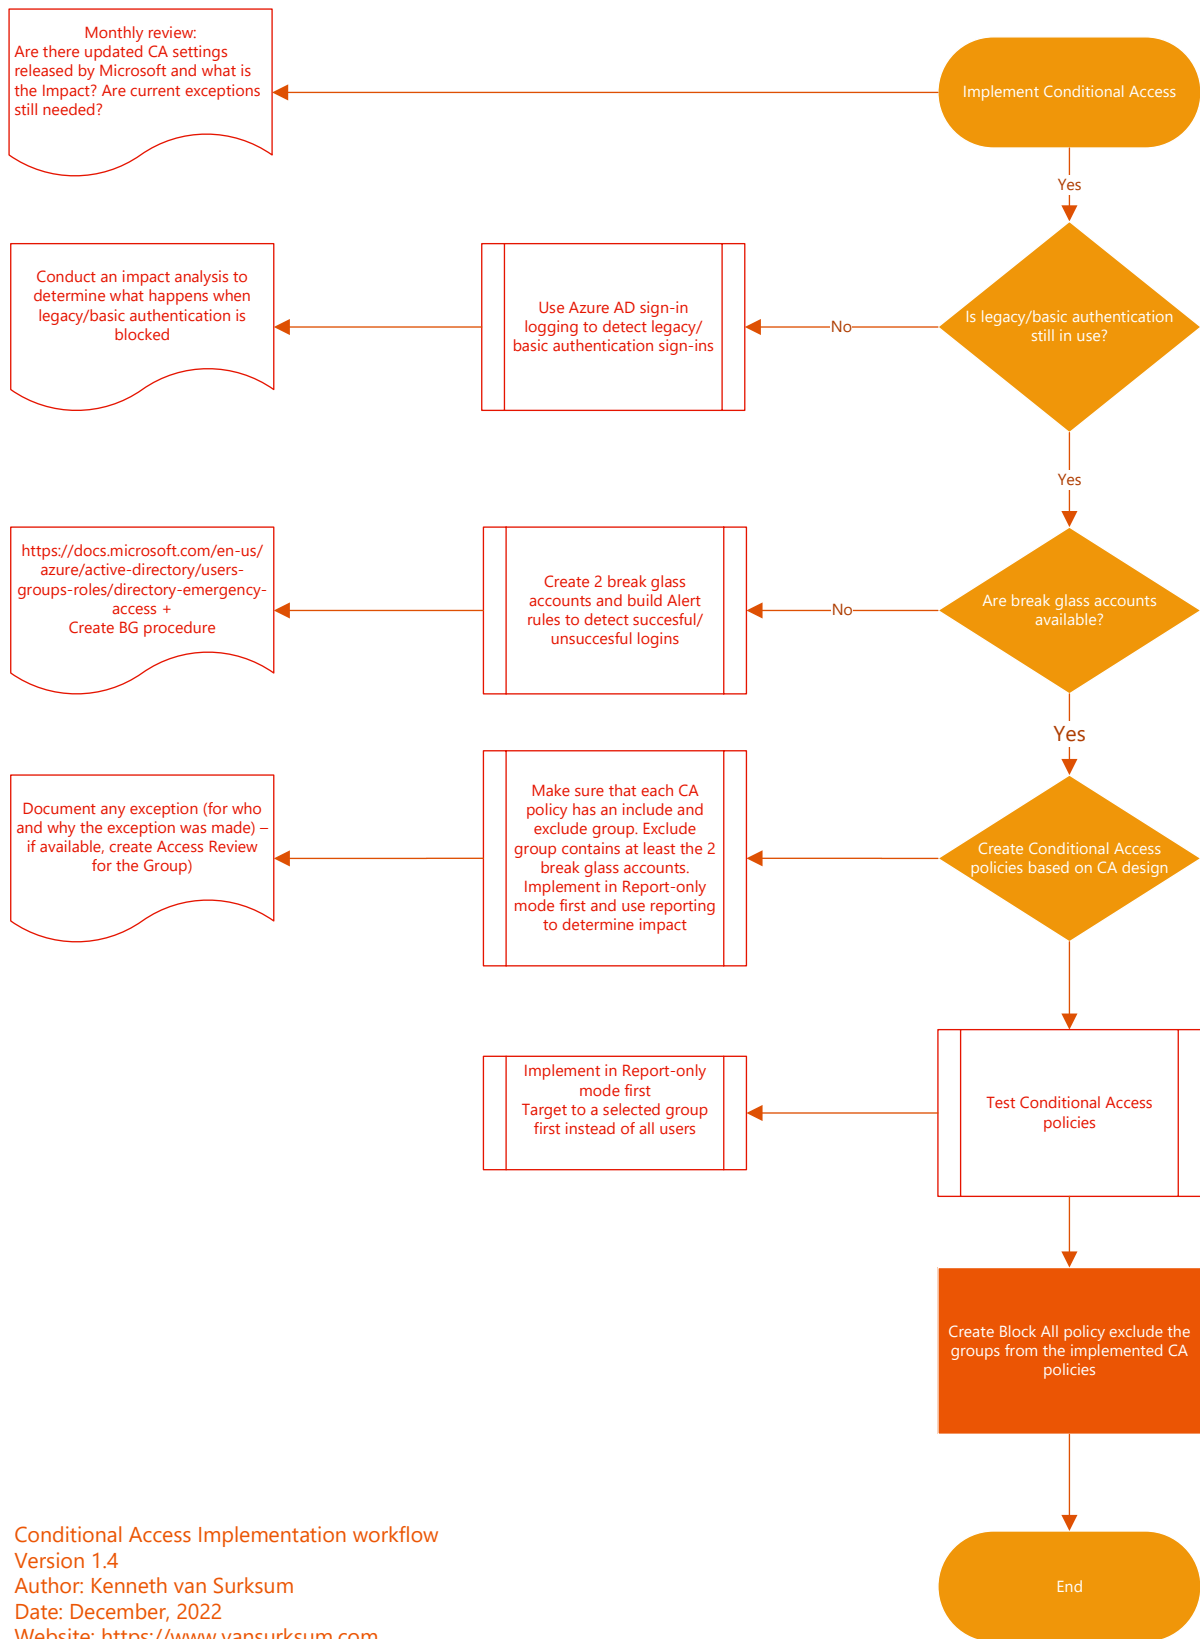 Monthly review:
Are there updated CA settings
released by Microsoft and what is
the Impact? Are current exceptions
still needed?
Implement Conditional Access
Yes
Conduct an impact analysis to
determine what happens when
legacy/basic authentication is
blocked
Use Azure AD sign-in
logging to detect legacy/
basic authentication sign-ins
No
Is legacy/basic authentication
still in use?
Yes
https://docs.microsoft.com/en-us/
azure/active-directory/users-
groups-roles/directory-emergency-
access +
Create BG procedure
Create 2 break glass
accounts and build Alert
rules to detect succesful/
unsuccesful logins
No
Are break glass accounts
available?
Yes
Document any exception (for who
and why the exception was made) –
if available, create Access Review
for the Group)
Make sure that each CA
policy has an include and
exclude group. Exclude
group contains at least the 2
break glass accounts.
Implement in Report-only
mode first and use reporting
to determine impact
Create Conditional Access
policies based on CA design
Implement in Report-only
mode first
Target to a selected group
first instead of all users
Test Conditional Access
policies
Create Block All policy exclude the
groups from the implemented CA
policies
End
Conditional Access Implementation workflow
Version 1.4
Author: Kenneth van Surksum
Date: December, 2022
Website: https://www.vansurksum.com